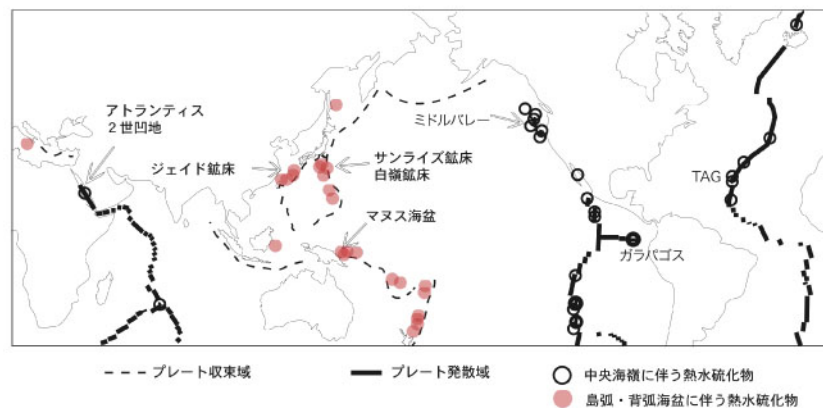 アトランティス
2世凹地
ジェイド鉱床
サンライズ鉱床
白嶺鉱床
マヌス海盆
ミドルバレー
TAG
ガラパゴス
プレート収束域
プレート発散域
中央海嶺に伴う熱水硫化物
島弧・背弧海盆に伴う熱水硫化物